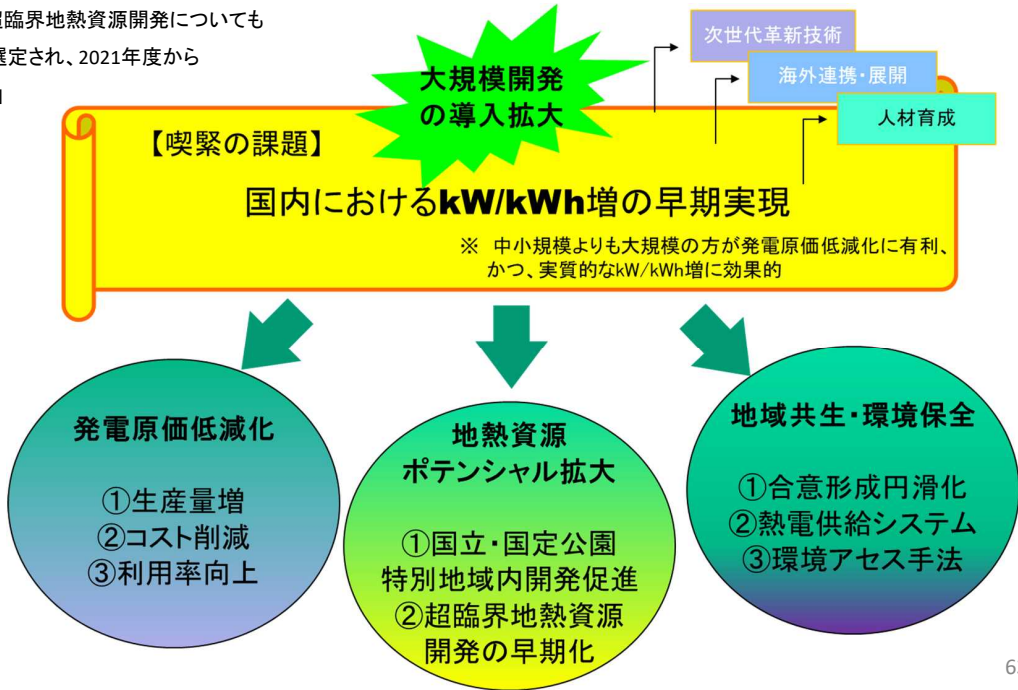 超臨界地熱資源開発についても
選定され、2021年度から
次世代革新技術
海外連携・展開
人材育成
大規模開発
の導入拡大
【喫緊の課題】
国内におけるkW/kWh増の早期実現
※ 中小規模よりも大規模の方が発電原価低減化に有利、
かつ、実質的なkW/kWh増に効果的
発電原価低減化
①生産量増
②コスト削減
③利用率向上
地熱資源
ポテンシャル拡大
①国立・国定公園
特別地域内開発促進
②超臨界地熱資源
開発の早期化
地域共生・環境保全
①合意形成円滑化
②熱電供給システム
③環境アセス手法